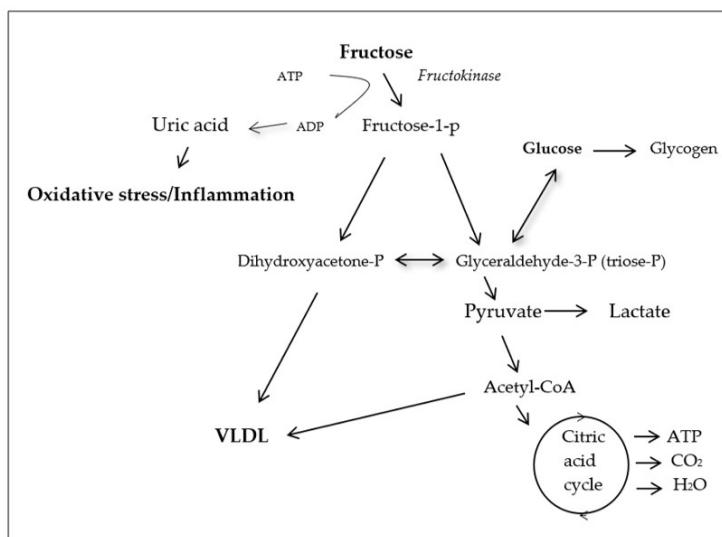 Fructose
ATP
Fructokinase
Uric acid
ADP
Fructose-1-p
Glucose
Glycogen
Oxidative stress/Inflammation
Dihydroxyacetone-P
Glyceraldehyde-3-P (triose-P)
Pyruvate
Lactate
Acetyl-CoA
VLDL
Citric
acid
cycle
ATP
CO₂
H₂O